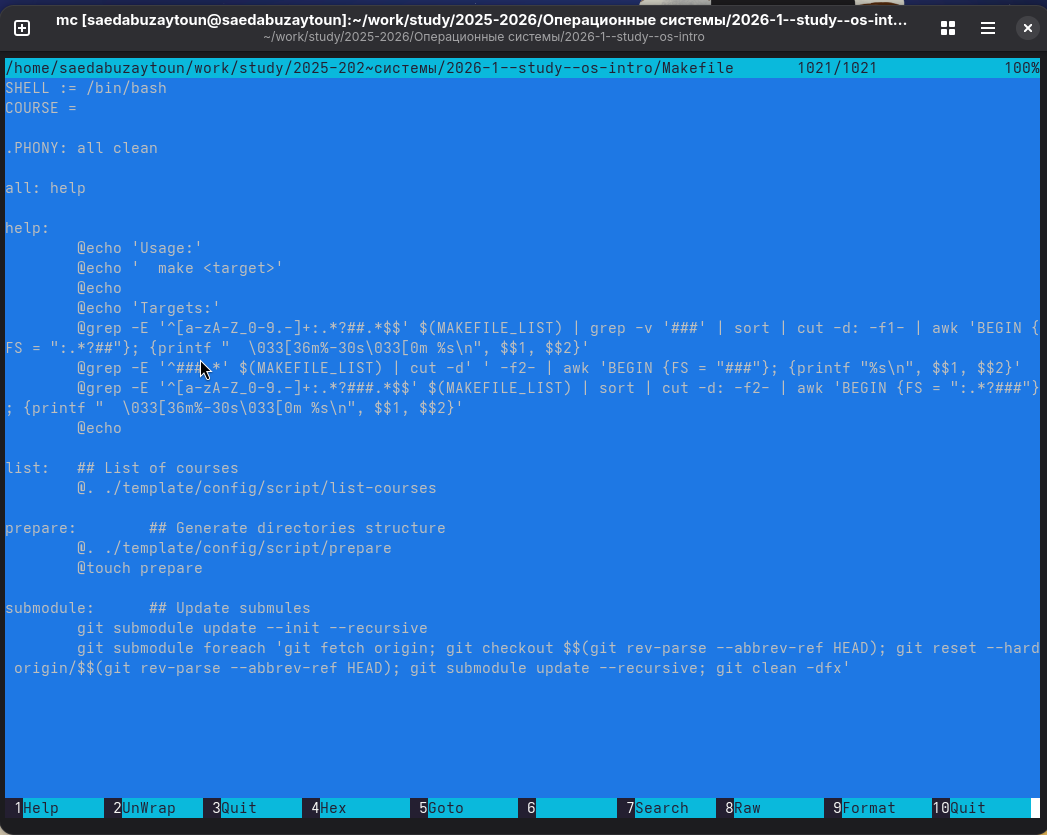 mc [saedabuzaytoun@saedabuzaytoun]:~/work/study/2025-2026/Операционные системы/2026-1--study--os-int...
~/work/study/2025-2026/Операционные системы/2026-1--study--os-intro
/home/saedabuzaytoun/work/study/2025-202~системы/2026-1--study--os-intro/Makefile 1021/1021 100%
SHELL := /bin/bash
COURSE =
.PHONY: all clean
all: help
help:
@echo 'Usage:'
@echo '  make <target>'
@echo
@echo 'Targets:'
@grep -E '^[a-zA-Z_0-9.-]+:.*?##.*$$' $(MAKEFILE_LIST) | grep -v '###' | sort | cut -d: -f1- | awk 'BEGIN {
FS = ":.*?##"}; {printf "  \033[36m%-30s\033[0m %s\n", $$1, $$2}'
@grep -E '^###.*' $(MAKEFILE_LIST) | cut -d' ' -f2- | awk 'BEGIN {FS = "###"}; {printf "%s\n", $$1, $$2}'
@grep -E '^[a-zA-Z_0-9.-]+:.*?###.*$$' $(MAKEFILE_LIST) | sort | cut -d: -f2- | awk 'BEGIN {FS = ":.*?###"}
; {printf "  \033[36m%-30s\033[0m %s\n", $$1, $$2}'
@echo
list:   ## List of courses
@. ./template/config/script/list-courses
prepare:        ## Generate directories structure
@. ./template/config/script/prepare
@touch prepare
submodule:      ## Update submules
git submodule update --init --recursive
git submodule foreach 'git fetch origin; git checkout $$(git rev-parse --abbrev-ref HEAD); git reset --hard
origin/$$(git rev-parse --abbrev-ref HEAD); git submodule update --recursive; git clean -dfx'
1Help 2UnWrap 3Quit 4Hex 5Goto 6 7Search 8Raw 9Format 10Quit